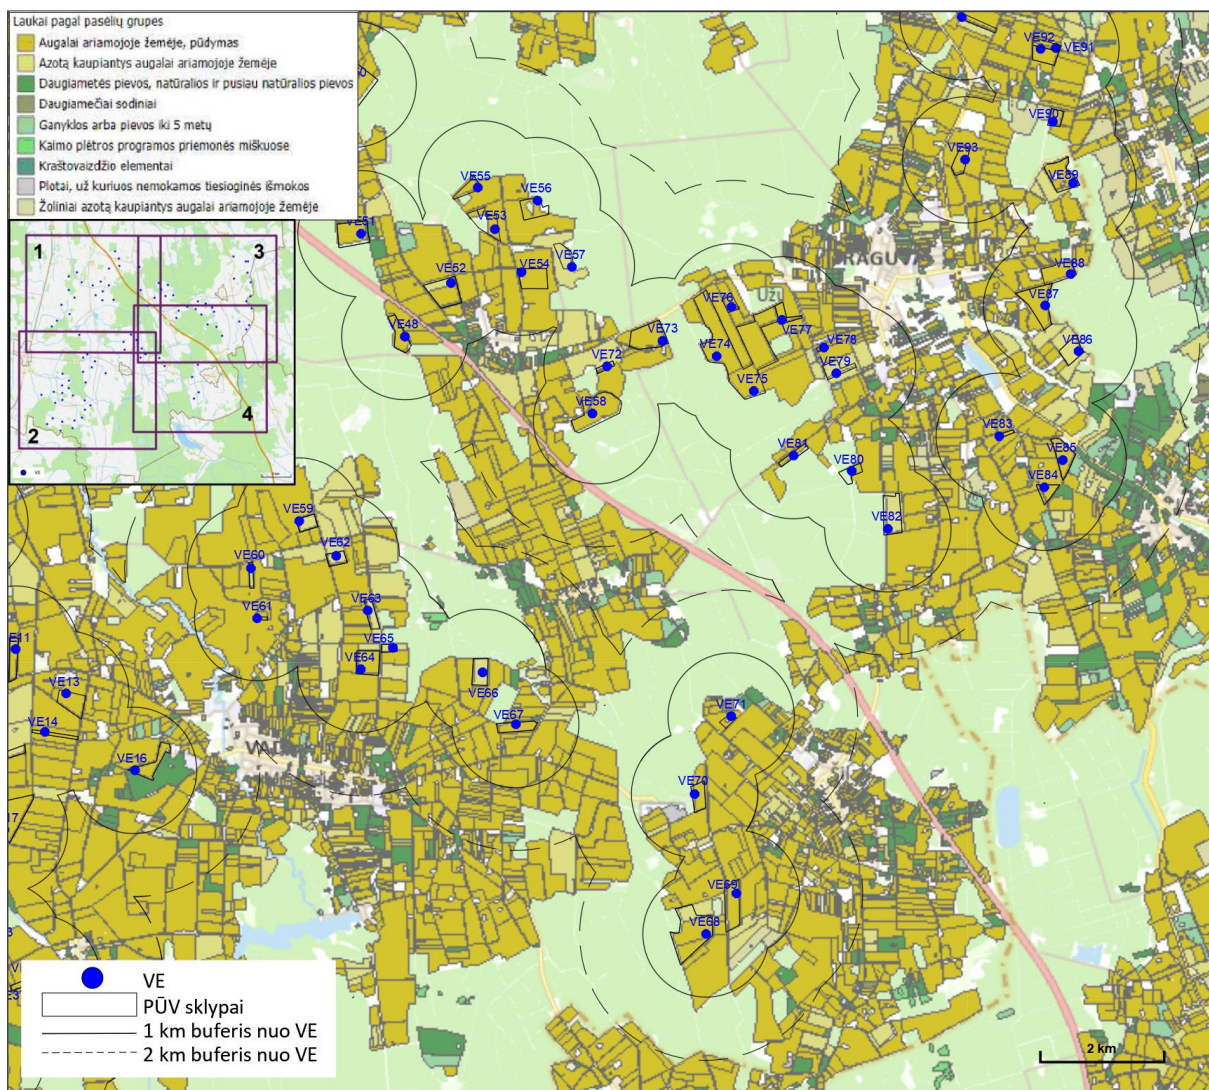 Laukai pagal pasėlių grupes
Augalai ariamojoje žemėje, pūdymas
Azotą kaupiantys augalai ariamojoje žemėje
Daugiametės pievos, natūralios ir pusiau natūralios pievos
Daugiamečiai sodiniai
Ganyklos arba pievos iki 5 metų
Kaimo plėtros programos priemonės miškuose
Kraštovaizdžio elementai
Plotai, už kuriuos nemokamos tiesioginės išmokos
Žoliniai azotą kaupiantys augalai ariamojoje žemėje
1
3
2
4
VE
VE92
VE91
VE90
VE93
VE89
VE55
VE56
VE53
VE51
VE57
VE54
VE52
VE88
VE87
VE76
VE77
VE48
VE73
VE78
VE74
VE86
VE72
VE79
VE75
VE58
VE83
VE81
VE80
VE85
VE84
VE59
VE82
VE62
VE60
VE63
VE61
VE65
VE64
VE66
VE13
VE67
VE71
VE14
VE16
VE70
VE69
VE68
VE
PŪV sklypai
1 km buferis nuo VE
2 km buferis nuo VE
2 km